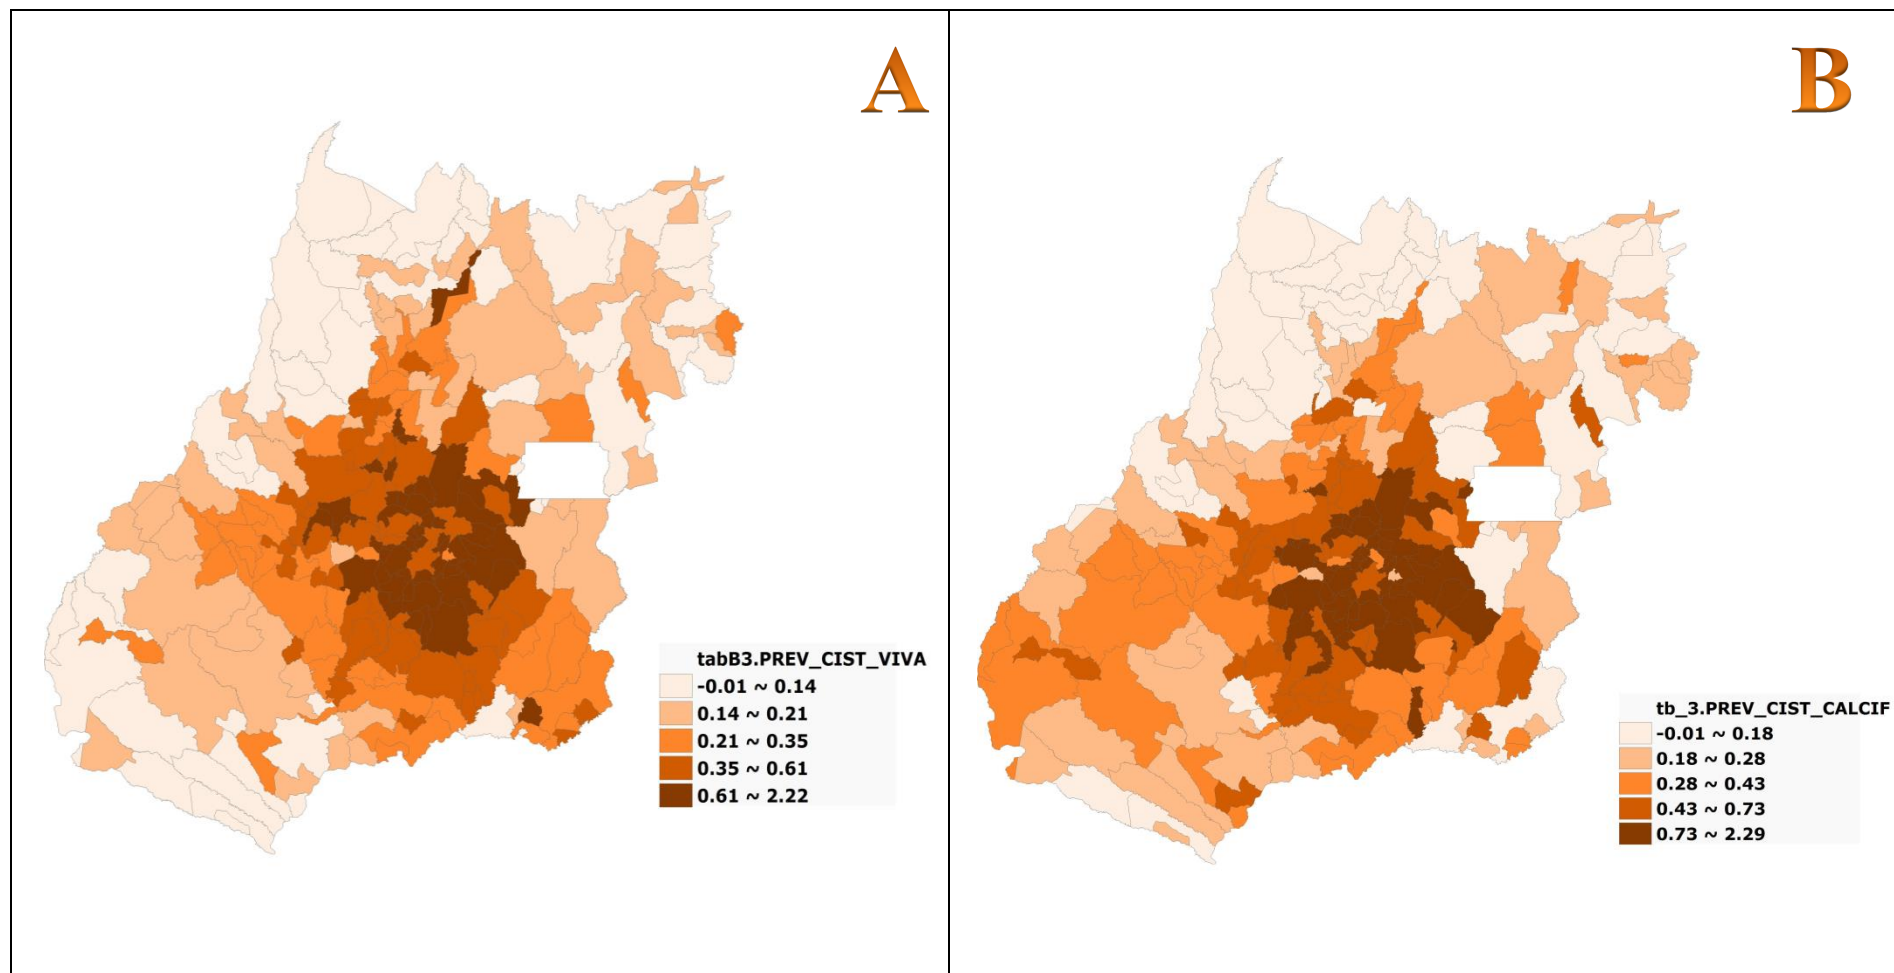 A
B
tabB3.PREV_CIST_VIVA
-0.01 ~ 0.14
0.14 ~ 0.21
0.21 ~ 0.35
0.35 ~ 0.61
0.61 ~ 2.22
tb_3.PREV_CIST_CALCIF
-0.01 ~ 0.18
0.18 ~ 0.28
0.28 ~ 0.43
0.43 ~ 0.73
0.73 ~ 2.29